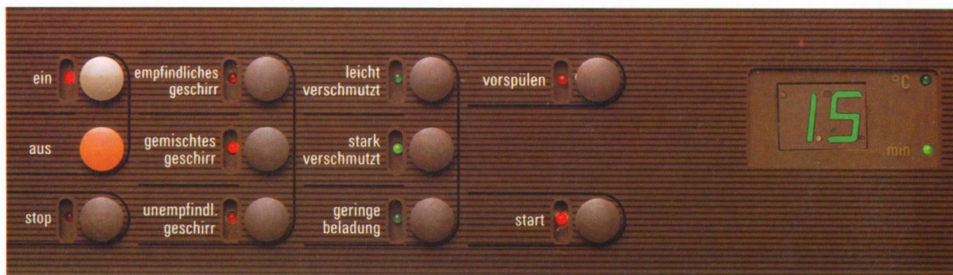 ein
empfindliches
geschirr
leicht
verschmutzt
vorspülen
°C
15
min
aus
gemischtes
geschirr
stark
verschmutzt
stop
unempfindl.
geschirr
geringe
beladung
start